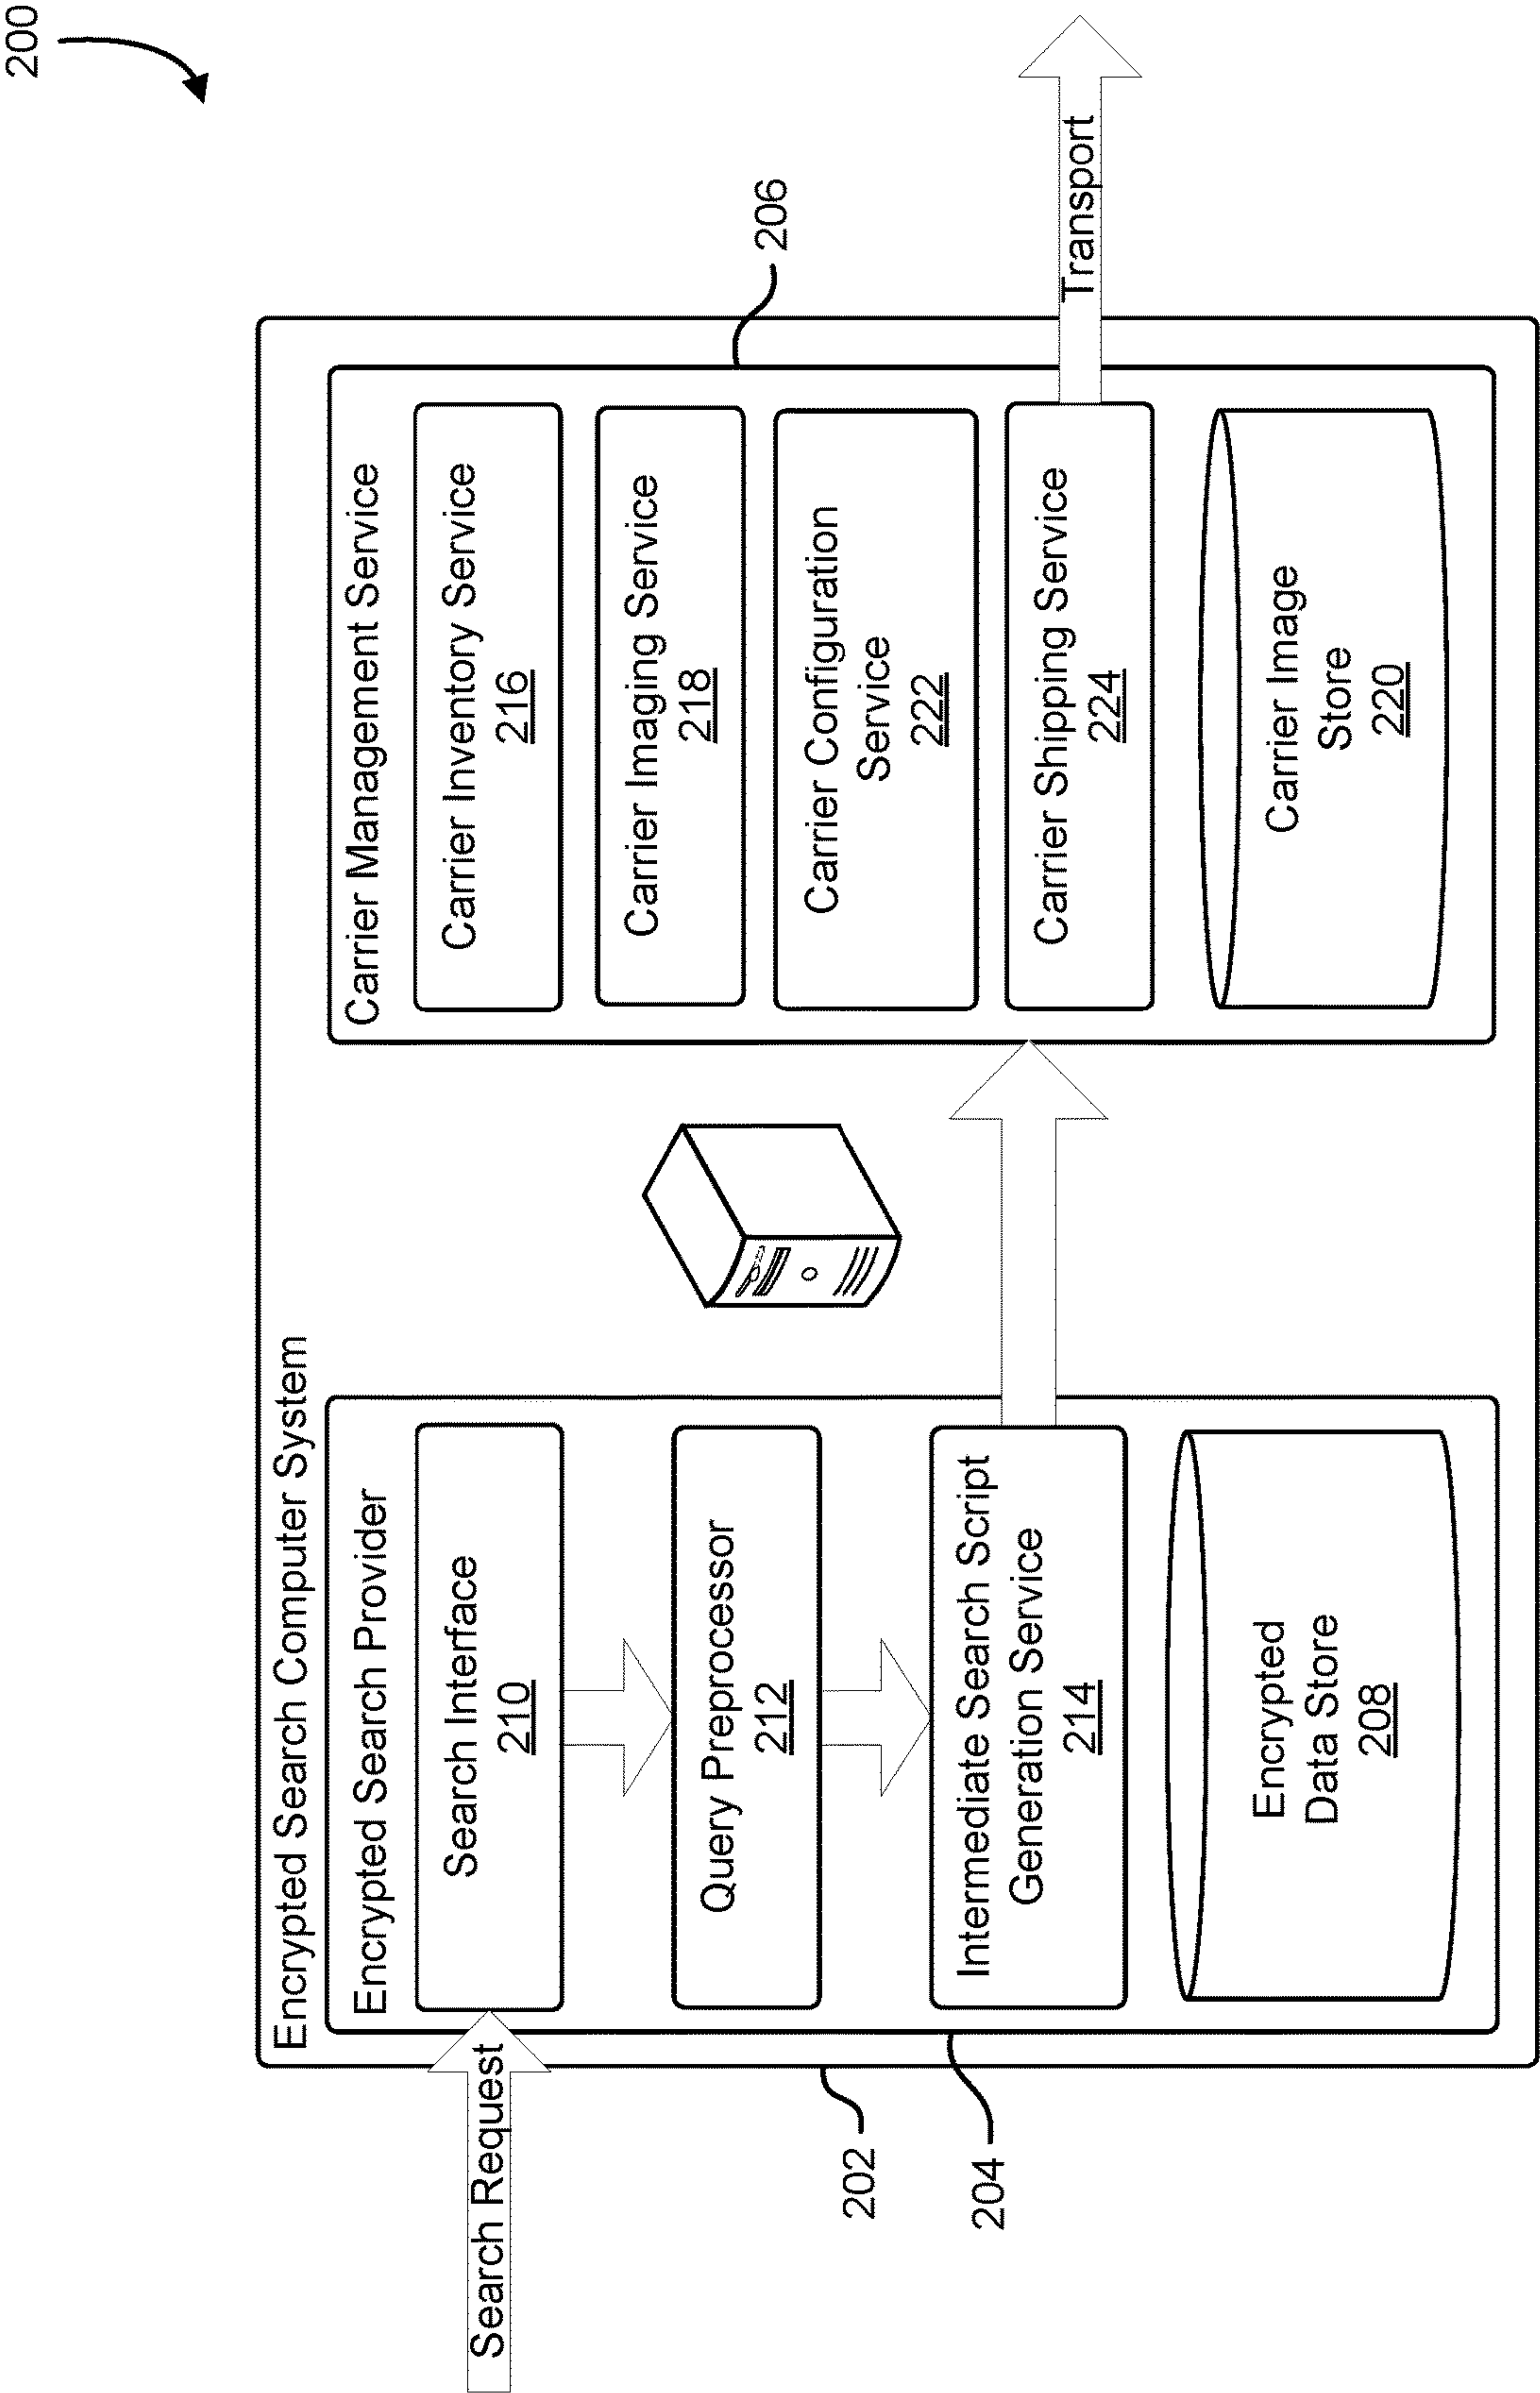 200
Encrypted Search Computer System
Encrypted Search Provider
Search Request
Search Interface
210
Query Preprocessor
212
Intermediate Search Script
Generation Service
214
Encrypted
Data Store
208
202
204
Carrier Management Service
206
Carrier Inventory Service
216
Carrier Imaging Service
218
Carrier Configuration
Service
222
Carrier Shipping Service
224
Transport
Carrier Image
Store
220